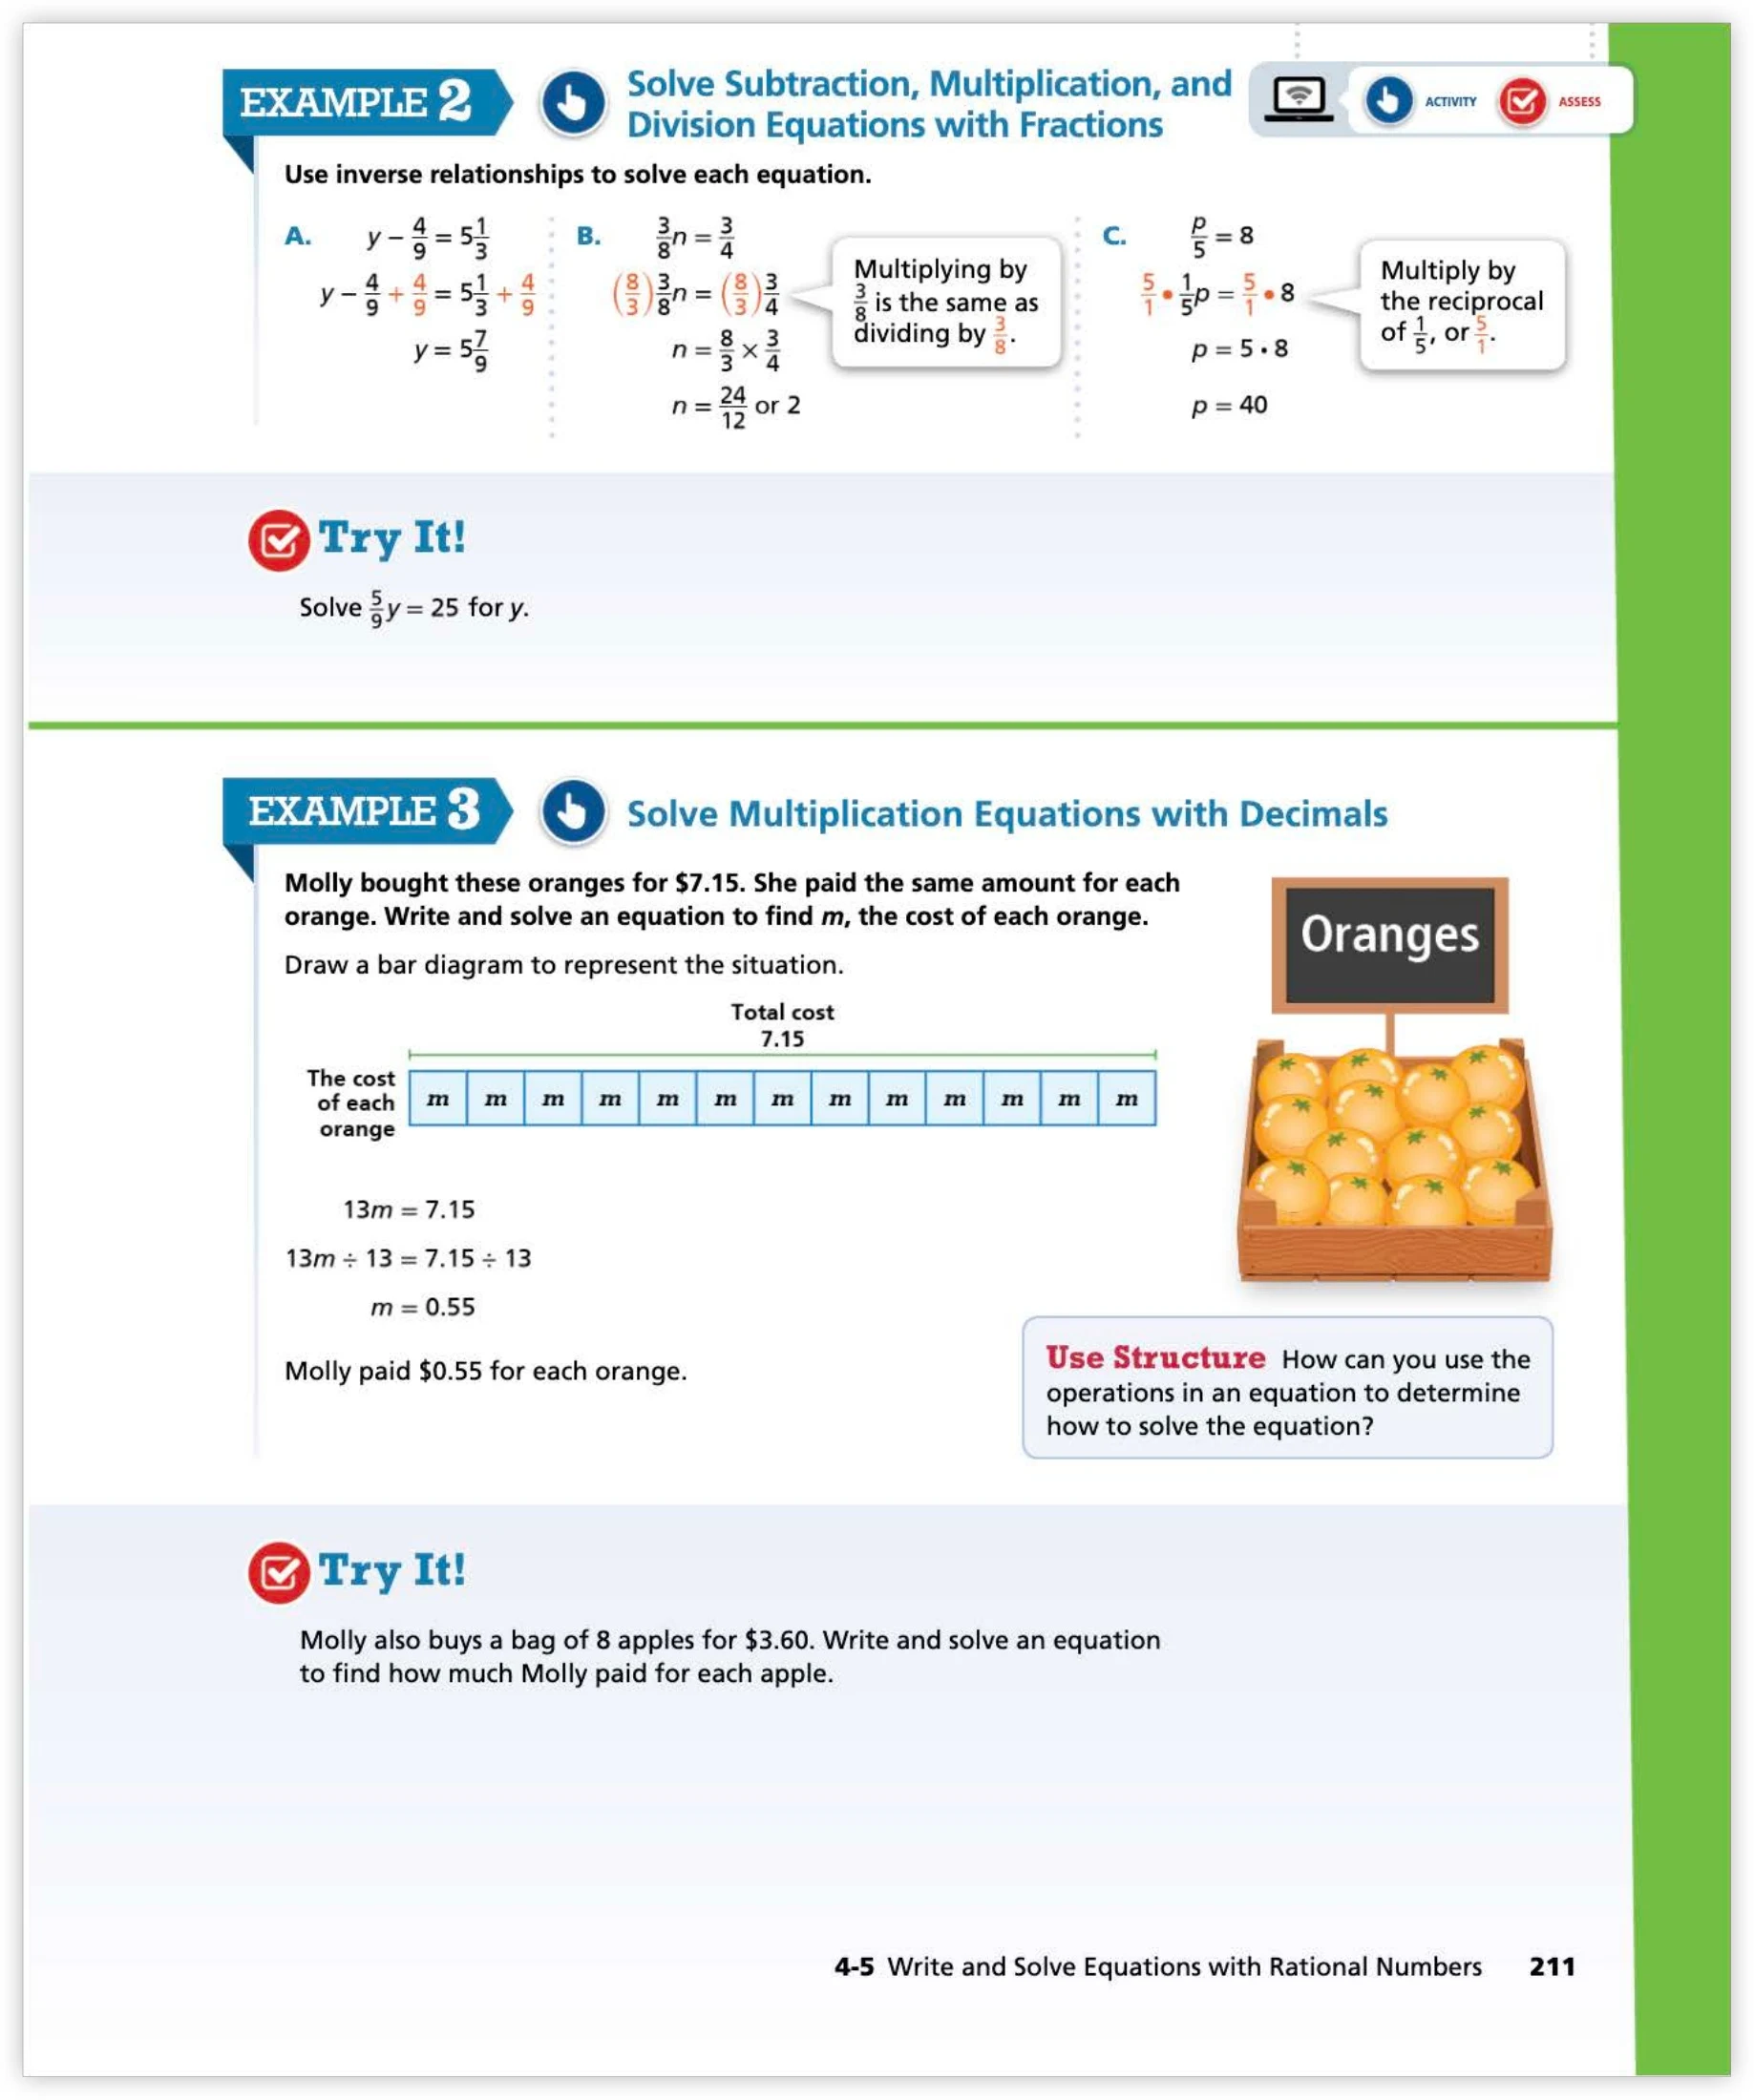 EXAMPLE 2
Solve Subtraction, Multiplication, and
Division Equations with Fractions
ACTIVITY
ASSESS
Use inverse relationships to solve each equation.
A. y − 4/9 = 5 1/3
y − 4/9 + 4/9 = 5 1/3 + 4/9
y = 5 7/9
B. 3/8 n = 3/4
(8/3) 3/8 n = (8/3) 3/4
n = 8/3 × 3/4
n = 24/12 or 2
Multiplying by
3/8 is the same as
dividing by 3/8.
C. p/5 = 8
5/1 • 1/5 p = 5/1 • 8
p = 5 • 8
p = 40
Multiply by
the reciprocal
of 1/5, or 5/1.
Try It!
Solve 5/9 y = 25 for y.
EXAMPLE 3
Solve Multiplication Equations with Decimals
Molly bought these oranges for $7.15. She paid the same amount for each
orange. Write and solve an equation to find m, the cost of each orange.
Draw a bar diagram to represent the situation.
Oranges
Total cost
7.15
The cost
of each
orange
m m m m m m m m m m m m m
13m = 7.15
13m ÷ 13 = 7.15 ÷ 13
m = 0.55
Molly paid $0.55 for each orange.
Use Structure How can you use the
operations in an equation to determine
how to solve the equation?
Try It!
Molly also buys a bag of 8 apples for $3.60. Write and solve an equation
to find how much Molly paid for each apple.
4-5 Write and Solve Equations with Rational Numbers 211